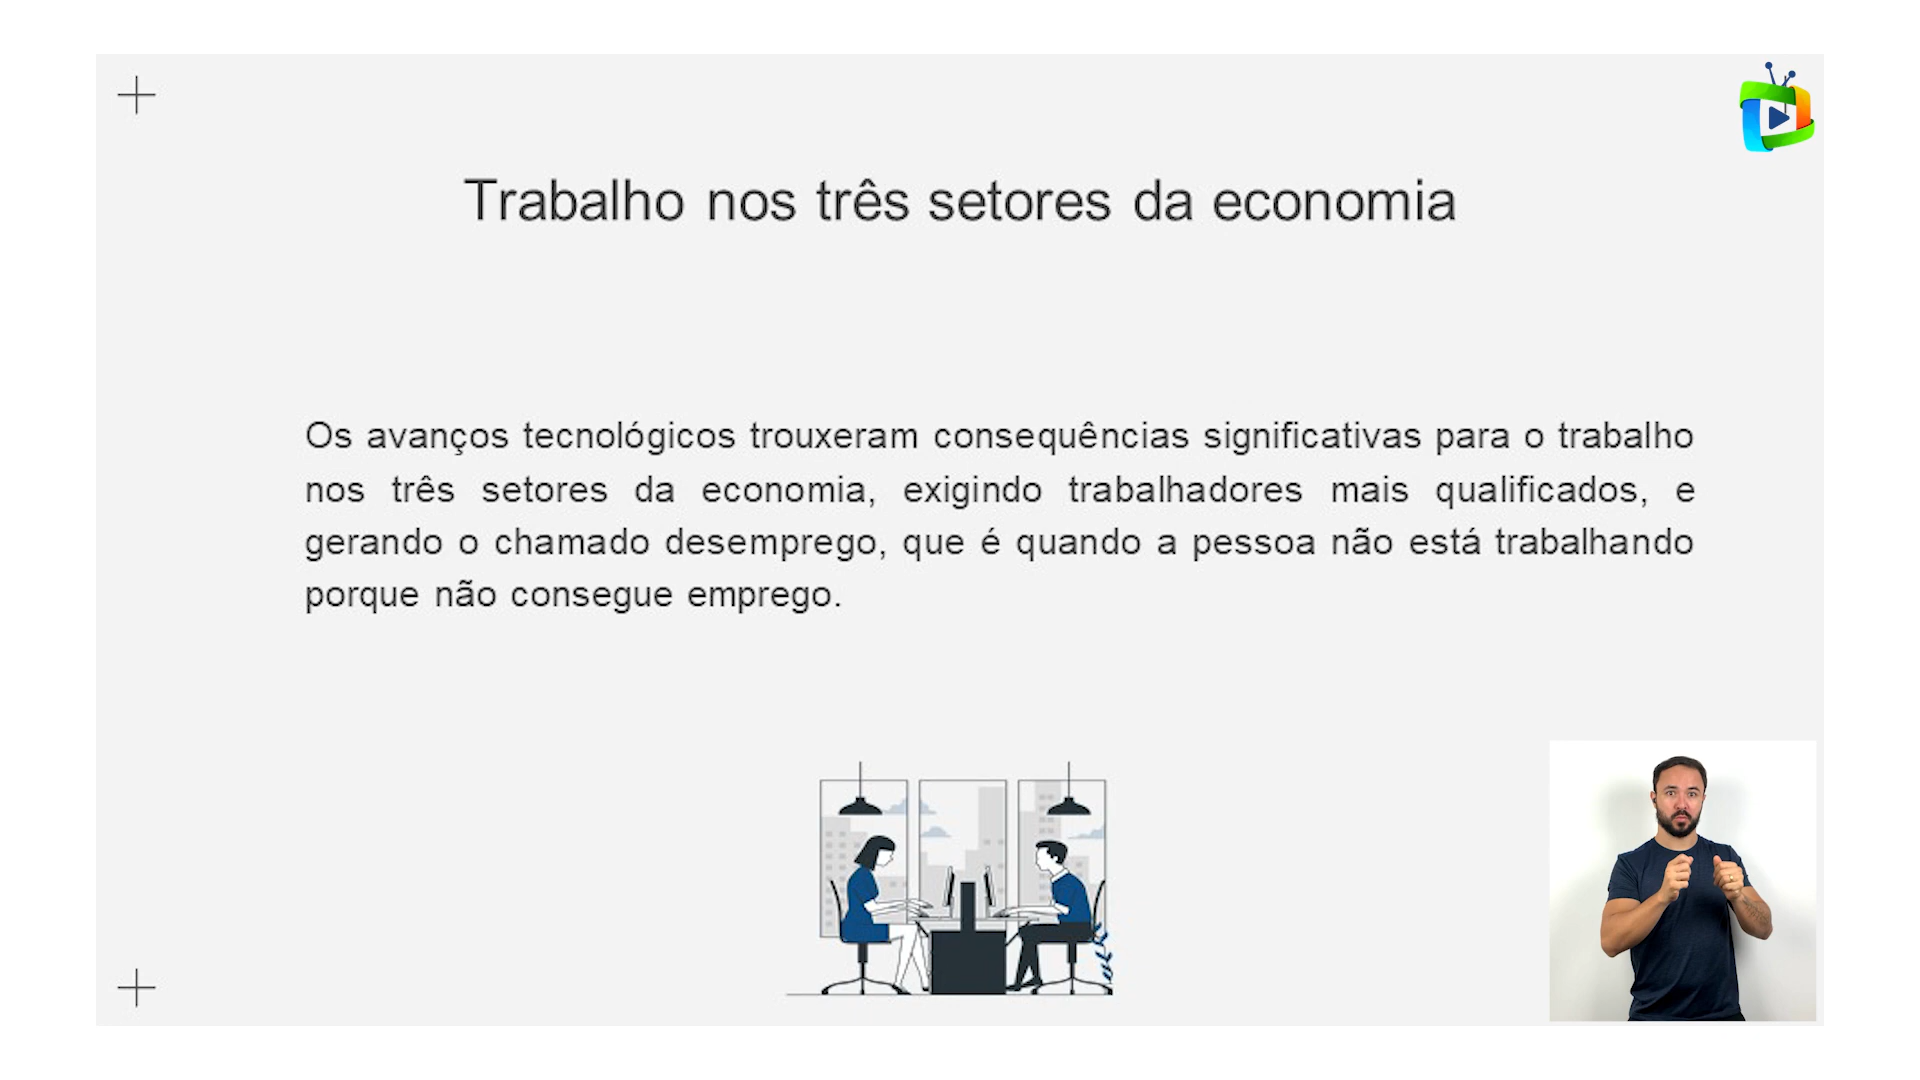 Trabalho nos três setores da economia
Os avanços tecnológicos trouxeram consequências significativas para o trabalho
nos três setores da economia, exigindo trabalhadores mais qualificados, e
gerando o chamado desemprego, que é quando a pessoa não está trabalhando
porque não consegue emprego.